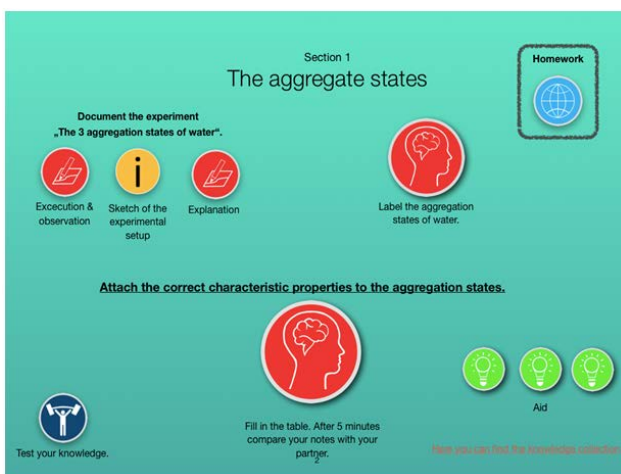 Section 1
The aggregate states
Homework
Document the experiment
„The 3 aggregation states of water“.
Excecution &
observation
Sketch of the
experimental
setup
Explanation
Label the aggregation
states of water.
Attach the correct characteristic properties to the aggregation states.
Aid
Test your knowledge.
Fill in the table. After 5 minutes
compare your notes with your
partner.
2
Here you can find the knowledge collection